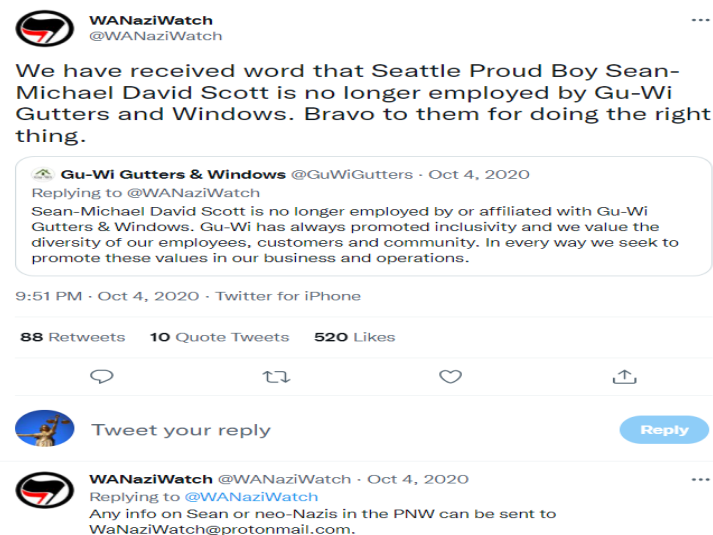 WANaziWatch
@WANaziWatch
We have received word that Seattle Proud Boy Sean-
Michael David Scott is no longer employed by Gu-Wi
Gutters and Windows. Bravo to them for doing the right
thing.
Gu-Wi Gutters & Windows @GuWiGutters · Oct 4, 2020
Replying to @WANaziWatch
Sean-Michael David Scott is no longer employed by or affiliated with Gu-Wi
Gutters & Windows. Gu-Wi has always promoted inclusivity and we value the
diversity of our employees, customers and community. In every way we seek to
promote these values in our business and operations.
9:51 PM · Oct 4, 2020 · Twitter for iPhone
88 Retweets 10 Quote Tweets 520 Likes
Tweet your reply
Reply
WANaziWatch @WANaziWatch · Oct 4, 2020
Replying to @WANaziWatch
Any info on Sean or neo-Nazis in the PNW can be sent to
WaNaziWatch@protonmail.com.